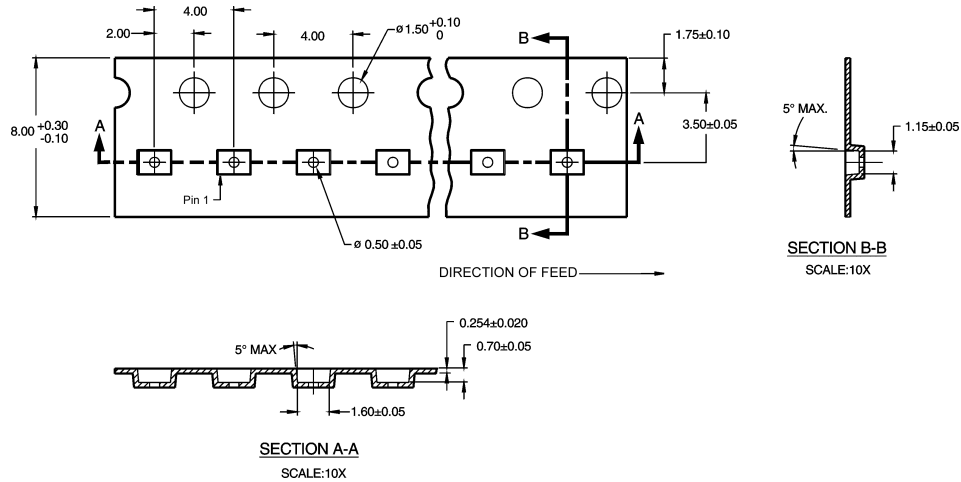 4.00
2.00
4.00
ø 1.50 +0.10
0
B
1.75±0.10
8.00 +0.30
-0.10
A
A
3.50±0.05
5° MAX.
1.15±0.05
Pin 1
B
ø 0.50 ±0.05
SECTION B-B
SCALE:10X
DIRECTION OF FEED
0.254±0.020
5° MAX
0.70±0.05
1.60±0.05
SECTION A-A
SCALE:10X